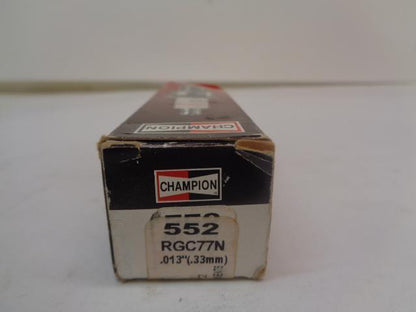 CHAMPION
CHAMPION
552
RGC77N
.013"(.33mm)